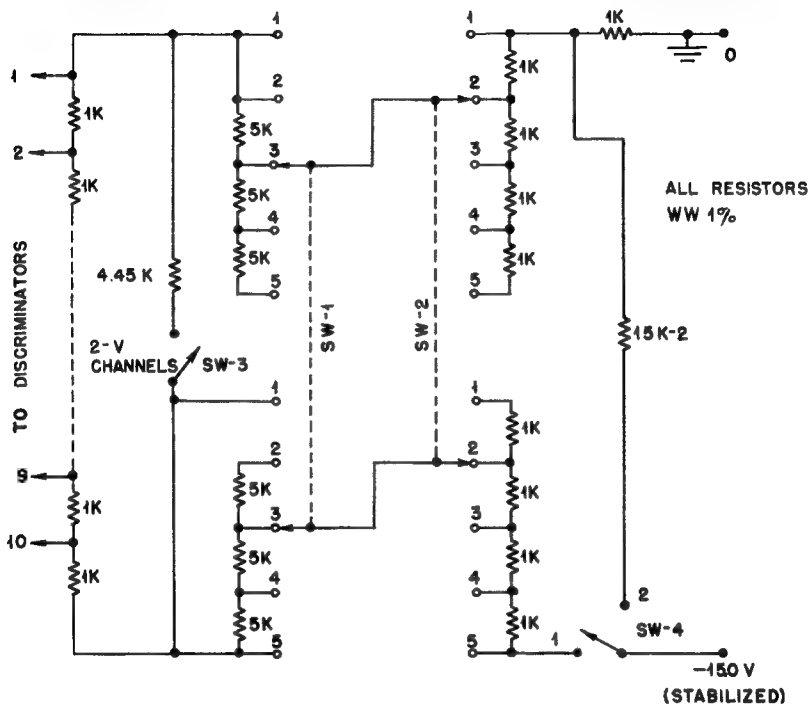 1
1
1K
0
1
2
2
1K
1K
5K
1K
2
3
3
1K
5K
1K
ALL RESISTORS
WW 1%
4
4
5K
1K
4.45 K
5
5
TO DISCRIMINATORS
SW-1
SW-2
15K-2
2-V
CHANNELS
SW-3
1
1
1K
2
2
9
5K
1K
1K
3
3
10
5K
1K
1K
4
4
2
5K
1K
SW-4
5
5
1
-150 V
(STABILIZED)